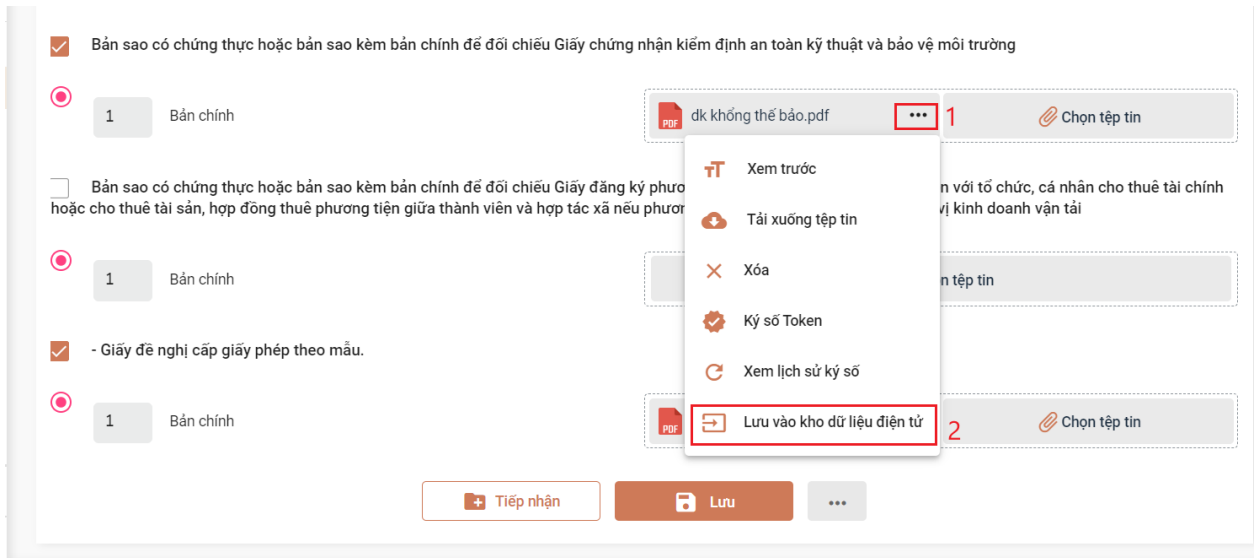 Bản sao có chứng thực hoặc bản sao kèm bản chính để đối chiếu Giấy chứng nhận kiểm định an toàn kỹ thuật và bảo vệ môi trường
1 Bản chính PDF dk khổng thế bảo.pdf ••• 1 Chọn tệp tin
Xem trước
Bản sao có chứng thực hoặc bản sao kèm bản chính để đối chiếu Giấy đăng ký phươ n với tổ chức, cá nhân cho thuê tài chính
hoặc cho thuê tài sản, hợp đồng thuê phương tiện giữa thành viên và hợp tác xã nếu phươ vị kinh doanh vận tải
Tải xuống tệp tin
Xóa
1 Bản chính n tệp tin
Ký số Token
- Giấy đề nghị cấp giấy phép theo mẫu.
Xem lịch sử ký số
1 Bản chính PDF Lưu vào kho dữ liệu điện tử 2 Chọn tệp tin
Tiếp nhận Lưu •••